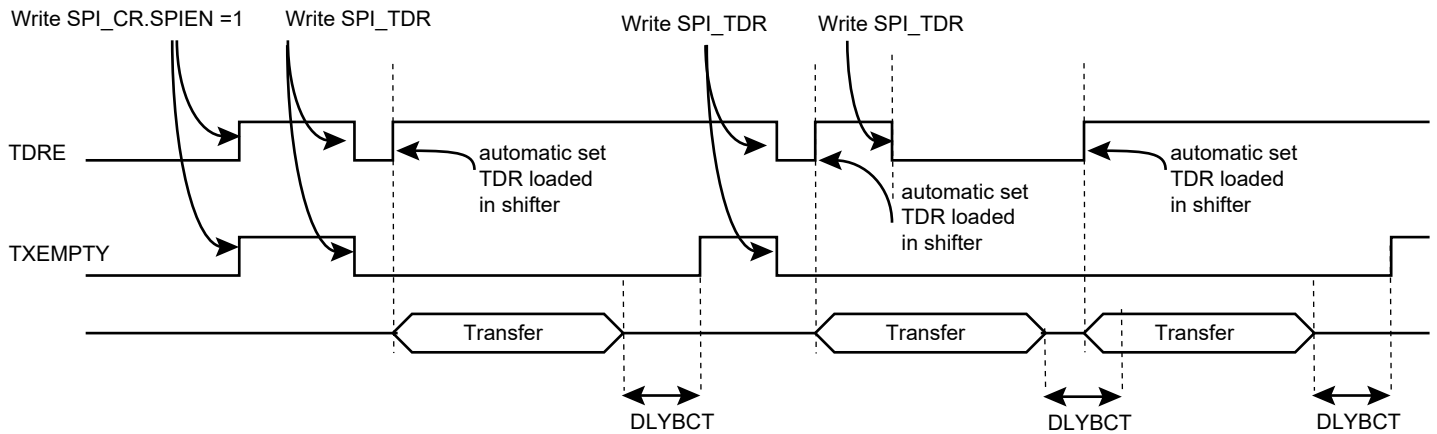 Write SPI_CR.SPIEN =1
Write SPI_TDR
Write SPI_TDR
Write SPI_TDR
TDRE
automatic set
TDR loaded
in shifter
automatic set
TDR loaded
in shifter
automatic set
TDR loaded
in shifter
TXEMPTY
Transfer
Transfer
Transfer
DLYBCT
DLYBCT
DLYBCT